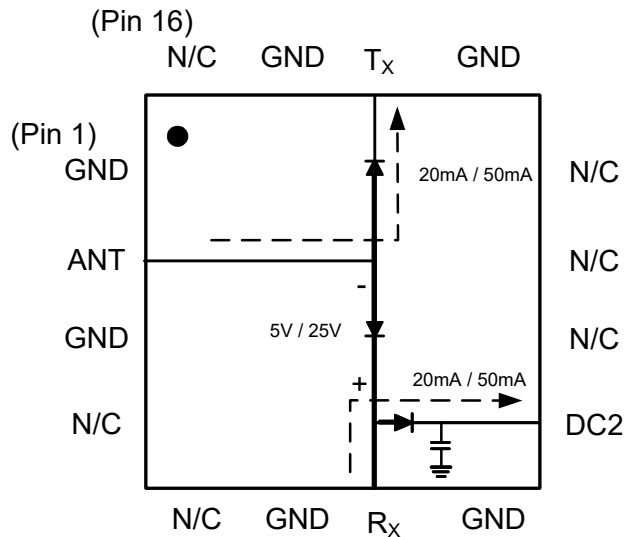 (Pin 16)
N/C GND TX GND
(Pin 1)
GND 20mA / 50mA N/C
ANT N/C
-
GND 5V / 25V N/C
+ 20mA / 50mA
N/C DC2
N/C GND RX GND